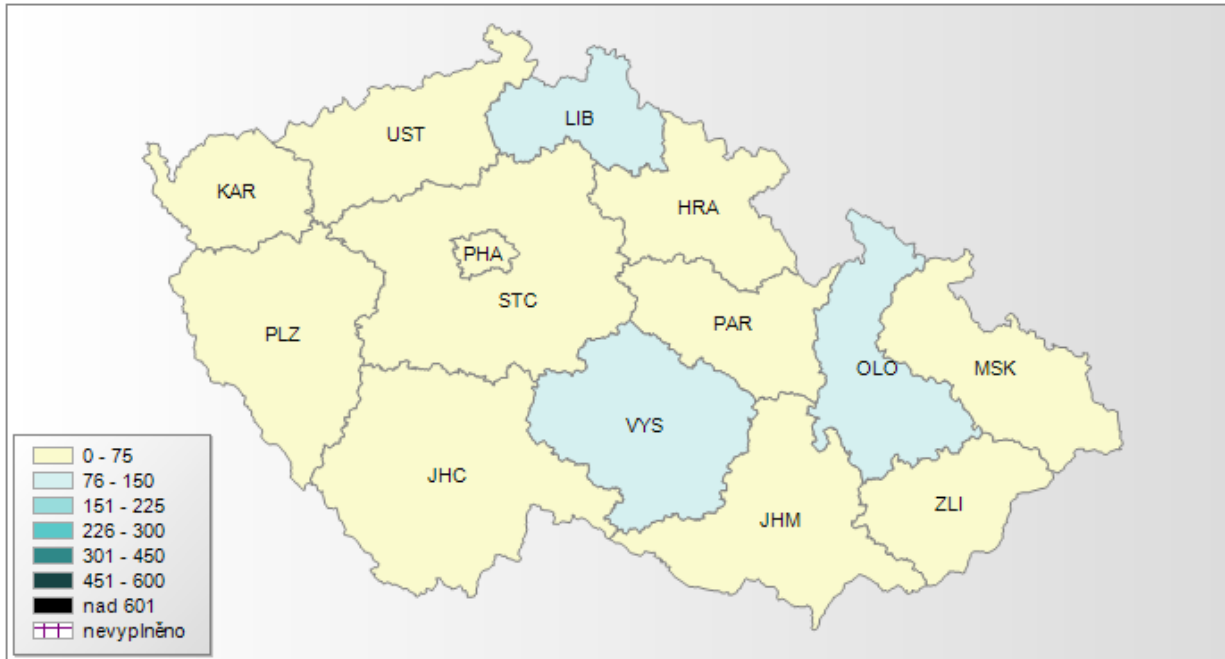 LIB
UST
KAR
HRA
PHA
STC
PAR
PLZ
OLO
MSK
VYS
JHC
ZLI
JHM
0 - 75
76 - 150
151 - 225
226 - 300
301 - 450
451 - 600
nad 601
nevyplněno